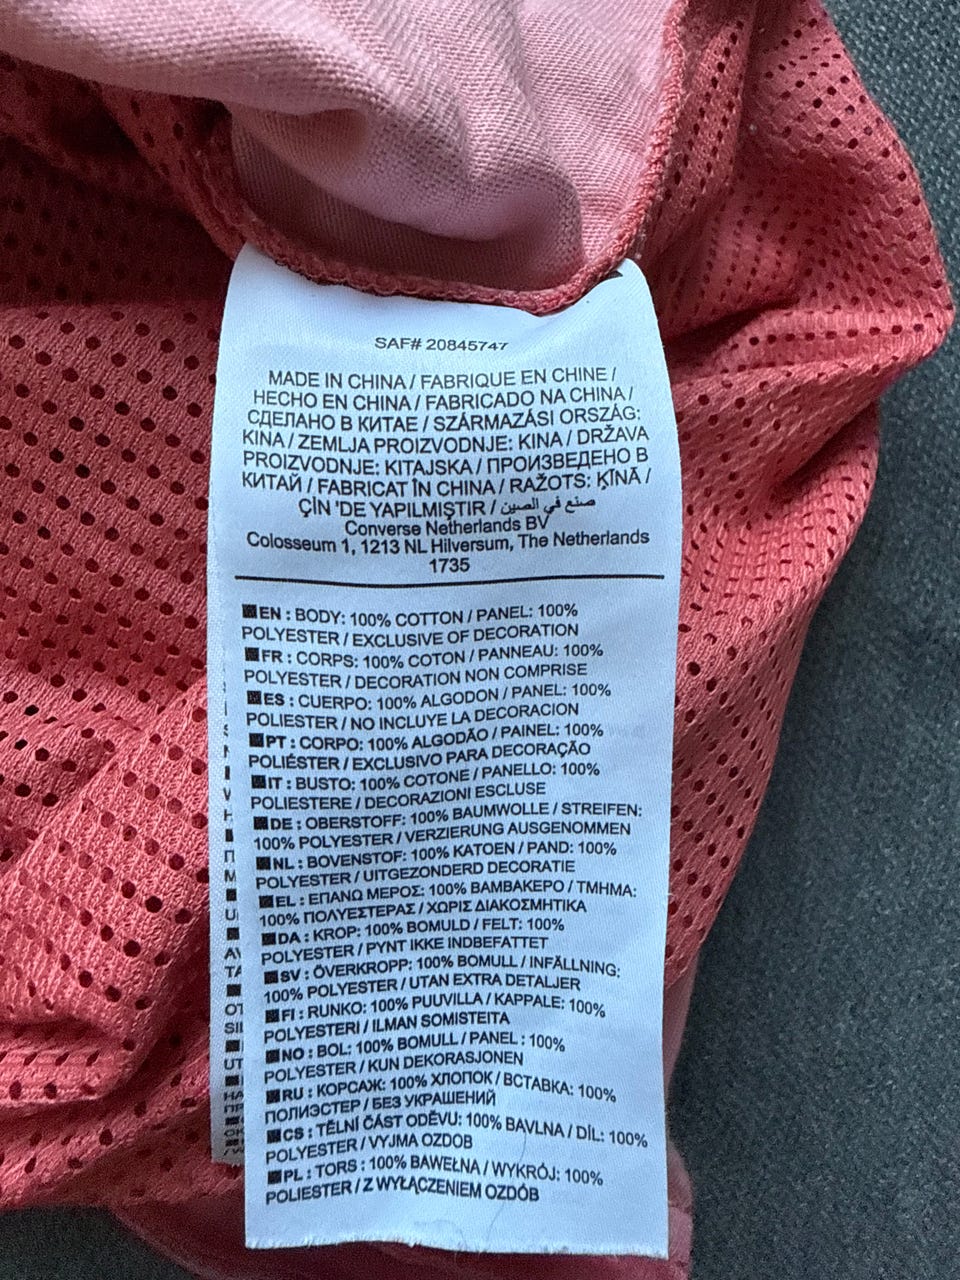 SAF# 20845747
MADE IN CHINA / FABRIQUE EN CHINE /
HECHO EN CHINA / FABRICADO NA CHINA /
СДЕЛАНО В КИТАЕ / SZÁRMAZÁSI ORSZÁG:
KINA / ZEMLJA PROIZVODNJE: KINA / DRŽAVA
PROIZVODNJE: KITAJSKA / ПРОИЗВЕДЕНО В
КИТАЙ / FABRICAT ÎN CHINA / RAŽOTS: ĶĪNĀ /
ÇİN 'DE YAPILMIŞTIR / صنع في الصين
Converse Netherlands BV
Colosseum 1, 1213 NL Hilversum, The Netherlands
1735
EN : BODY: 100% COTTON / PANEL: 100%
POLYESTER / EXCLUSIVE OF DECORATION
FR : CORPS: 100% COTON / PANNEAU: 100%
POLYESTER / DECORATION NON COMPRISE
ES : CUERPO: 100% ALGODON / PANEL: 100%
POLIESTER / NO INCLUYE LA DECORACION
PT : CORPO: 100% ALGODÃO / PAINEL: 100%
POLIÉSTER / EXCLUSIVO PARA DECORAÇÃO
IT : BUSTO: 100% COTONE / PANELLO: 100%
POLIESTERE / DECORAZIONI ESCLUSE
DE : OBERSTOFF: 100% BAUMWOLLE / STREIFEN:
100% POLYESTER / VERZIERUNG AUSGENOMMEN
NL : BOVENSTOF: 100% KATOEN / PAND: 100%
POLYESTER / UITGEZONDERD DECORATIE
EL : ΕΠΑΝΩ ΜΕΡΟΣ: 100% ΒΑΜΒΑΚΕΡΟ / ΤΜΗΜΑ:
100% ΠΟΛΥΕΣΤΕΡΑΣ / ΧΩΡΙΣ ΔΙΑΚΟΣΜΗΤΙΚΑ
DA : KROP: 100% BOMULD / FELT: 100%
POLYESTER / PYNT IKKE INDBEFATTET
SV : ÖVERKROPP: 100% BOMULL / INFÄLLNING:
100% POLYESTER / UTAN EXTRA DETALJER
FI : RUNKO: 100% PUUVILLA / KAPPALE: 100%
POLYESTERI / ILMAN SOMISTEITA
NO : BOL: 100% BOMULL / PANEL : 100%
POLYESTER / KUN DEKORASJONEN
RU : КОРСАЖ: 100% ХЛОПОК / ВСТАВКА: 100%
ПОЛИЭСТЕР / БЕЗ УКРАШЕНИЙ
CS : TĚLNÍ ČÁST ODĚVU: 100% BAVLNA / DÍL: 100%
POLYESTER / VYJMA OZDOB
PL : TORS : 100% BAWEŁNA / WYKRÓJ: 100%
POLIESTER / Z WYŁĄCZENIEM OZDÓB